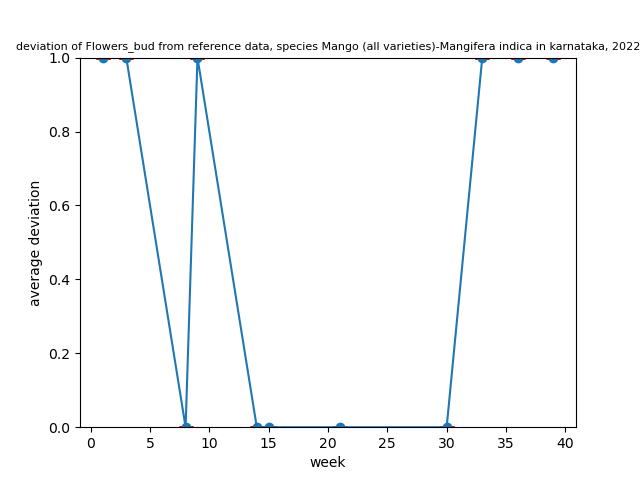 deviation of Flowers_bud from reference data, species Mango (all varieties)-Mangifera indica in karnataka, 2022
1.0
0.8
0.6
0.4
0.2
0.0
average deviation
0 5 10 15 20 25 30 35 40
week